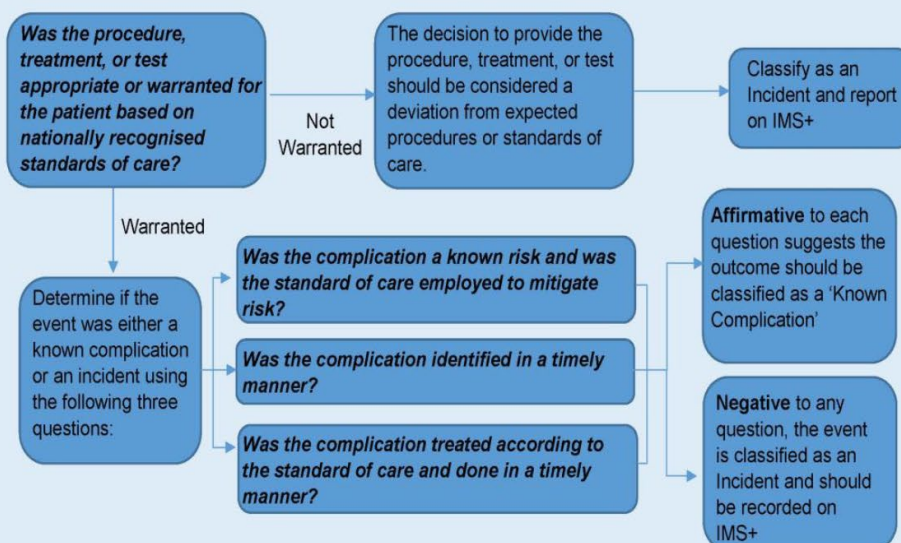 Was the procedure,
treatment, or test
appropriate or warranted for
the patient based on
nationally recognised
standards of care?
Not
Warranted
The decision to provide the
procedure, treatment, or test
should be considered a
deviation from expected
procedures or standards of
care.
Classify as an
Incident and report
on IMS+
Warranted
Determine if the
event was either a
known complication
or an incident using
the following three
questions:
Was the complication a known risk and was
the standard of care employed to mitigate
risk?
Was the complication identified in a timely
manner?
Was the complication treated according to
the standard of care and done in a timely
manner?
Affirmative to each
question suggests the
outcome should be
classified as a ‘Known
Complication’
Negative to any
question, the event
is classified as an
Incident and should
be recorded on
IMS+